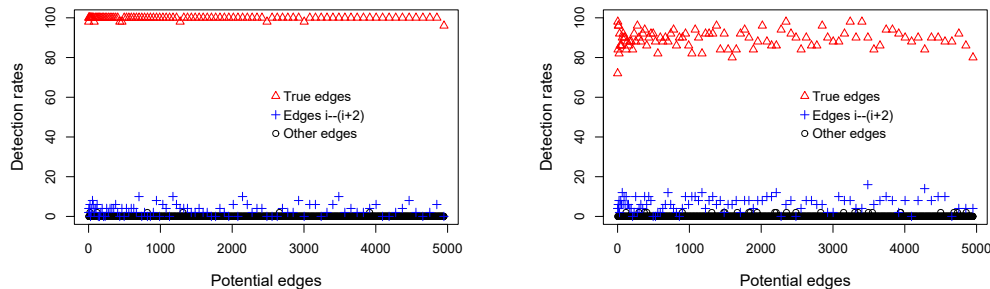 Detection rates
100
80
60
40
20
0
True edges
Edges i--(i+2)
Other edges
0
1000
2000
3000
4000
5000
Potential edges
Detection rates
100
80
60
40
20
0
True edges
Edges i--(i+2)
Other edges
0
1000
2000
3000
4000
5000
Potential edges